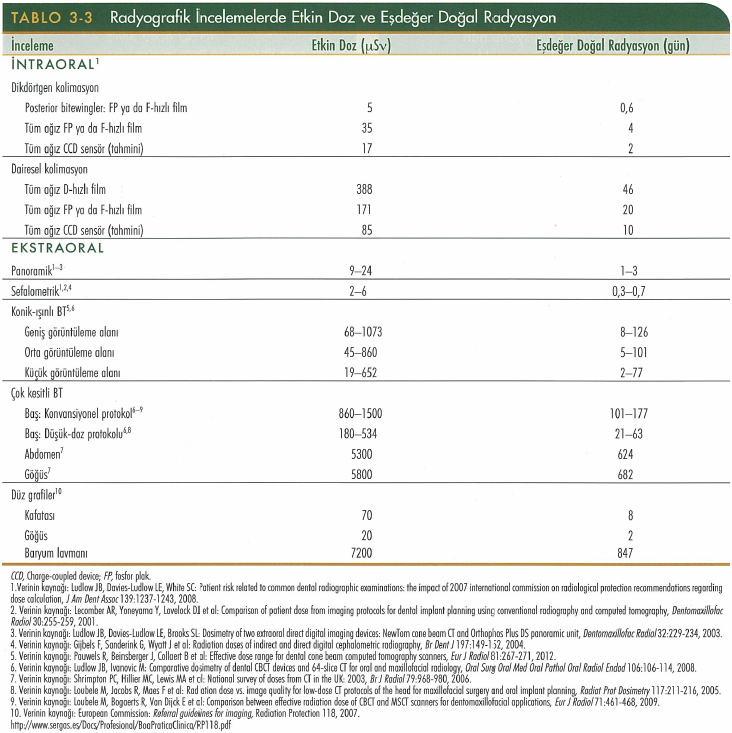 TABLO 3-3 Radyografik İncelemelerde Etkin Doz ve Eşdeğer Doğal Radyasyon
İnceleme Etkin Doz (µSv) Eşdeğer Doğal Radyasyon (gün)
İNTRAORAL¹
Dikdörtgen kolimasyon
Posterior bitewingler: FP ya da F-hızlı film 5 0,6
Tüm ağız FP ya da F-hızlı film 35 4
Tüm ağız CCD sensör (tahmini) 17 2
Dairesel kolimasyon
Tüm ağız D-hızlı film 388 46
Tüm ağız FP ya da F-hızlı film 171 20
Tüm ağız CCD sensör (tahmini) 85 10
EKSTRAORAL
Panoramik¹⁻³ 9–24 1–3
Sefalometrik¹,²,⁴ 2–6 0,3–0,7
Konik-ışınlı BT⁵,⁶
Geniş görüntüleme alanı 68–1073 8–126
Orta görüntüleme alanı 45–860 5–101
Küçük görüntüleme alanı 19–652 2–77
Çok kesitli BT
Baş: Konvansiyonel protokol⁶⁻⁹ 860–1500 101–177
Baş: Düşük-doz protokolu⁶,⁸ 180–534 21–63
Abdomen⁷ 5300 624
Göğüs⁷ 5800 682
Düz grafiler¹⁰
Kafatası 70 8
Göğüs 20 2
Baryum lavmanı 7200 847
CCD, Charge-coupled device; FP, fosfor plak.
1.Verinin kaynağı: Ludlow JB, Davies-Ludlow LE, White SC: Patient risk related to common dental radiographic examinations: the impact of 2007 international commission on radiological protection recommendations regarding
dose calculation, J Am Dent Assoc 139:1237-1243, 2008.
2. Verinin kaynağı: Lecomber AR, Yoneyama Y, Lovelock DJ et al: Comparison of patient dose from imaging protocols for dental implant planning using conventional radiography and computed tomography, Dentomaxillofac
Radiol 30:255-259, 2001.
3. Verinin kaynağı: Ludlow JB, Davies-Ludlow LE, Brooks SL: Dosimetry of two extraoral direct digital imaging devices: NewTom cone beam CT and Orthophos Plus DS panoramic unit, Dentomaxillofac Radiol 32:229-234, 2003.
4. Verinin kaynağı: Gijbels F, Sanderink G, Wyatt J et al: Radiation doses of indirect and direct digital cephalometric radiography, Br Dent J 197:149-152, 2004.
5. Verinin kaynağı: Pauwels R, Beinsberger J, Collaert B et al: Effective dose range for dental cone beam computed tomography scanners, Eur J Radiol 81:267-271, 2012.
6. Verinin kaynağı: Ludlow JB, Ivanovic M: Comparative dosimetry of dental CBCT devices and 64-slice CT for oral and maxillofacial radiology, Oral Surg Oral Med Oral Pathol Oral Radiol Endod 106:106-114, 2008.
7. Verinin kaynağı: Shrimpton PC, Hillier MC, Lewis MA et cl: National survey of doses from CT in the UK: 2003, Br J Radiol 79:968-980, 2006.
8. Verinin kaynağı: Loubele M, Jacobs R, Maes F et al: Radiation dose vs. image quality for low-dose CT protocols of the head for maxillofacial surgery and oral implant planning, Radiat Prot Dosimetry 117:211-216, 2005.
9. Verinin kaynağı: Loubele M, Bogaerts R, Van Dijck E et al: Comparison between effective radiation dose of CBCT and MSCT scanners for dentomaxillofacial applications, Eur J Radiol 71:461-468, 2009.
10. Verinin kaynağı: European Commission: Referral guidelines for imaging, Radiation Protection 118, 2007.
http://www.sergas.es/Docs/Profesional/BoaPraticaClinica/RP118.pdf